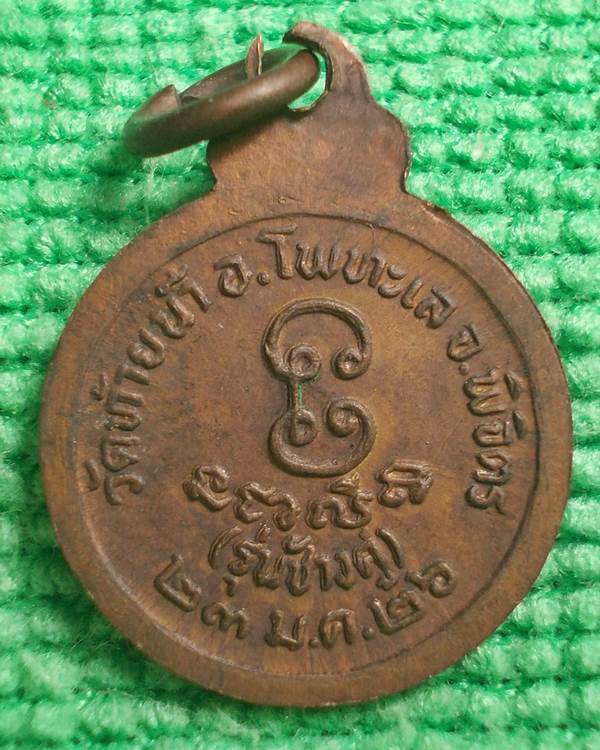 วัดท้ายน้ำ อ.โพทะเล จ.พิจิตร
(รุ่นช้างคู่)
๒๓ ม.ค.๒๖